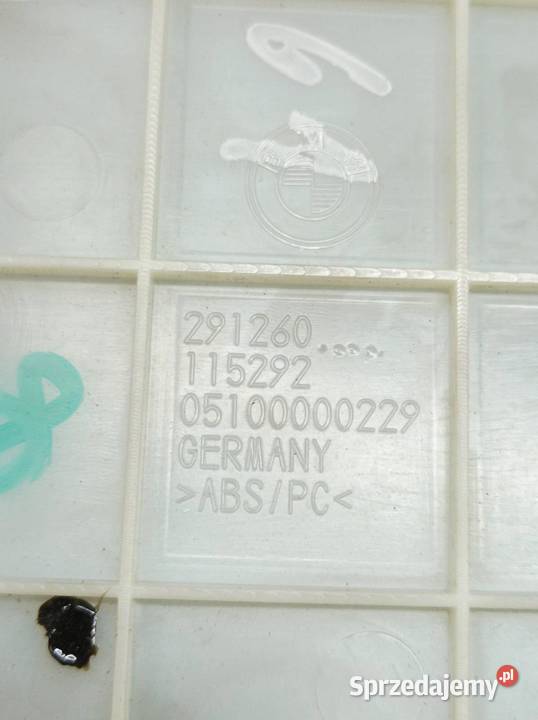 291260
115292
05100000229
GERMANY
>ABS/PC<
Sprzedajemy.pl